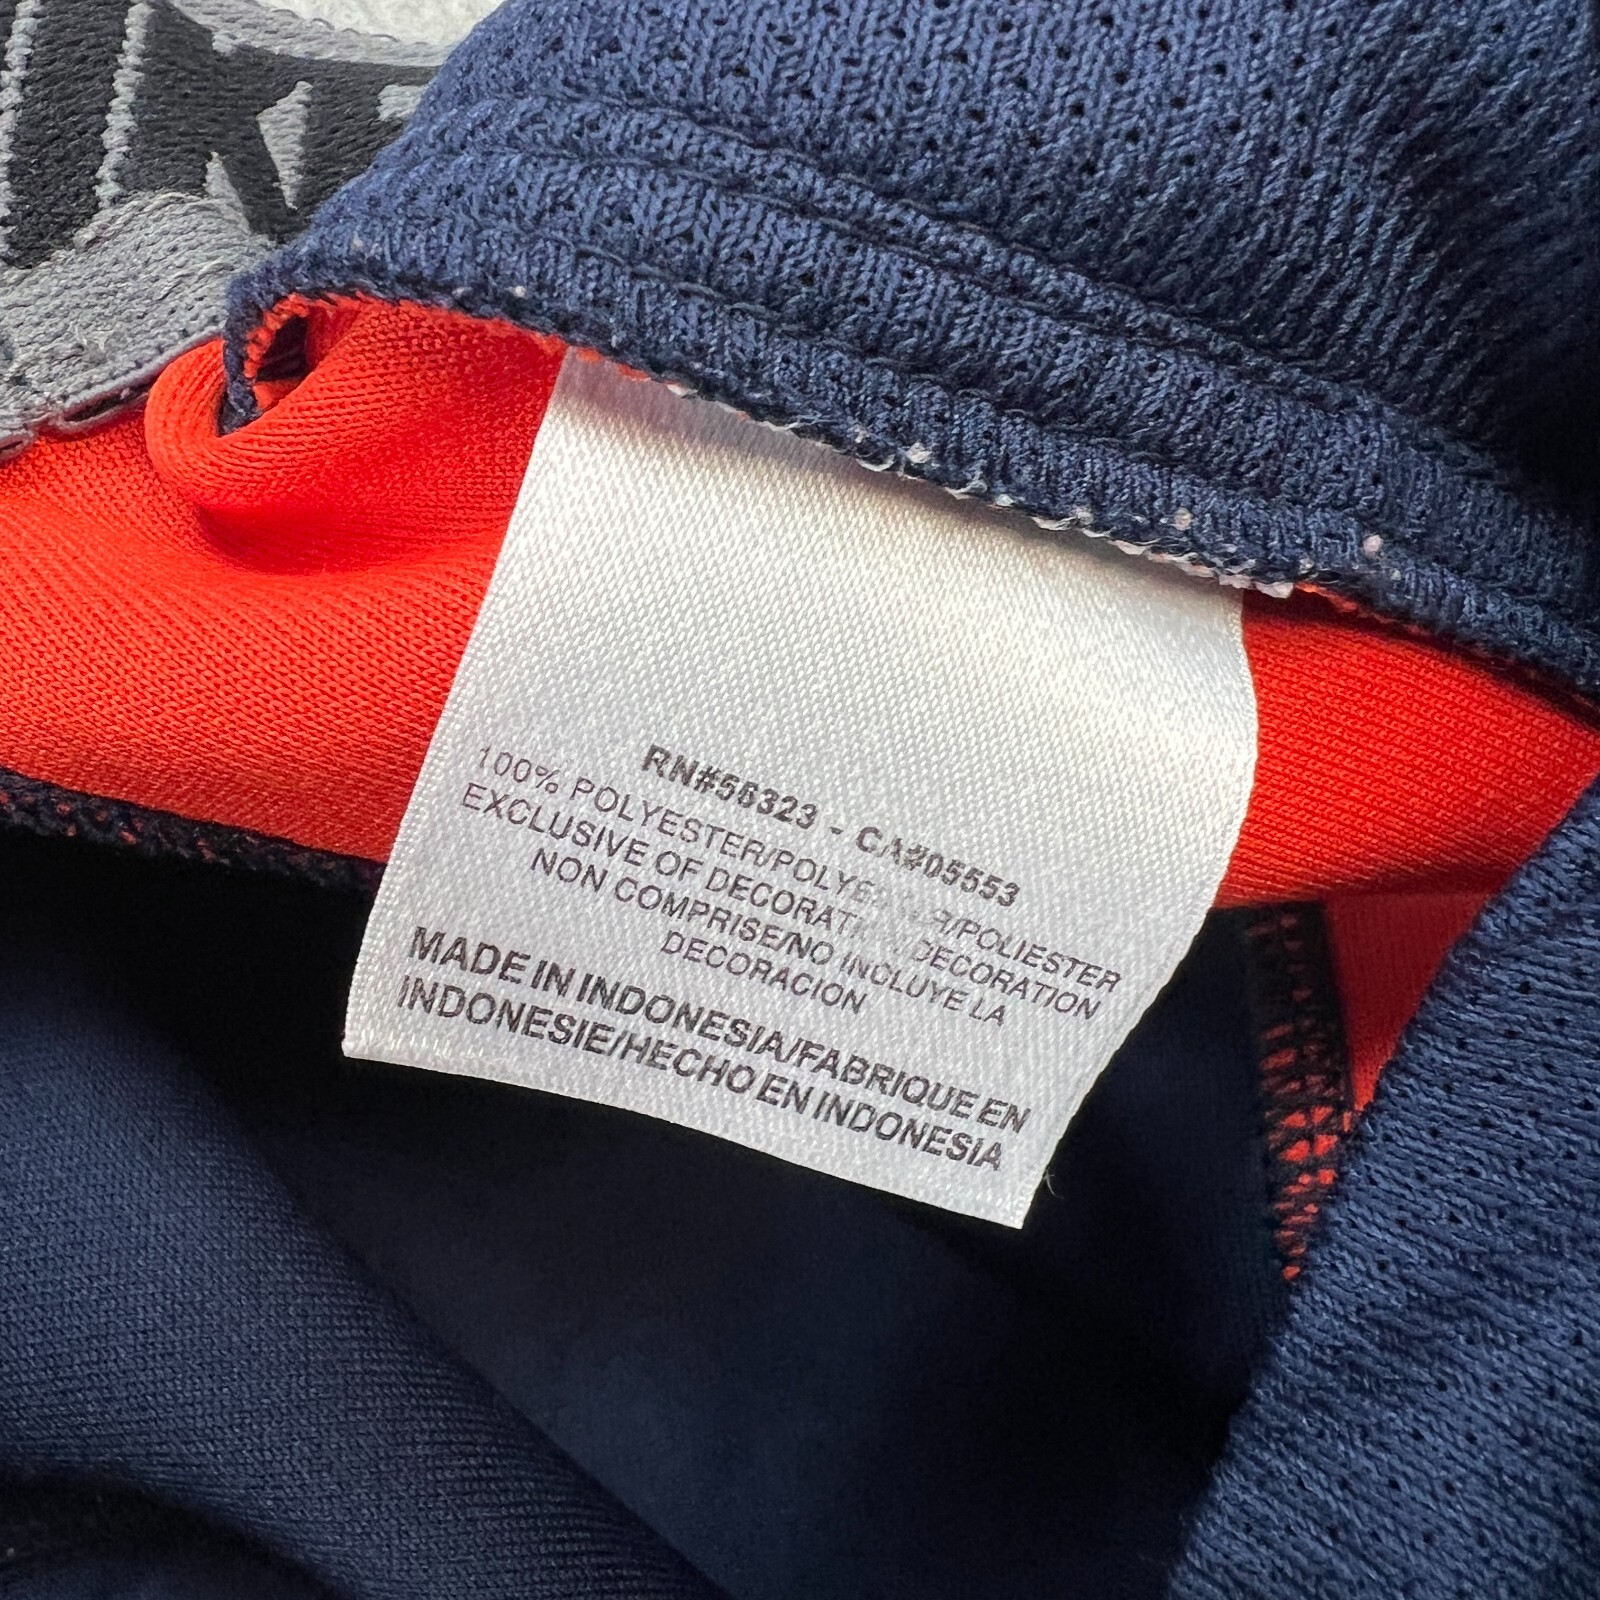 RN#56323 - CA#05553
100% POLYESTER/POLYESTER/POLIESTER
EXCLUSIVE OF DECORATION/DECORATION
NON COMPRISE/NO INCLUYE LA
DECORACION
MADE IN INDONESIA/FABRIQUE EN
INDONESIE/HECHO EN INDONESIA